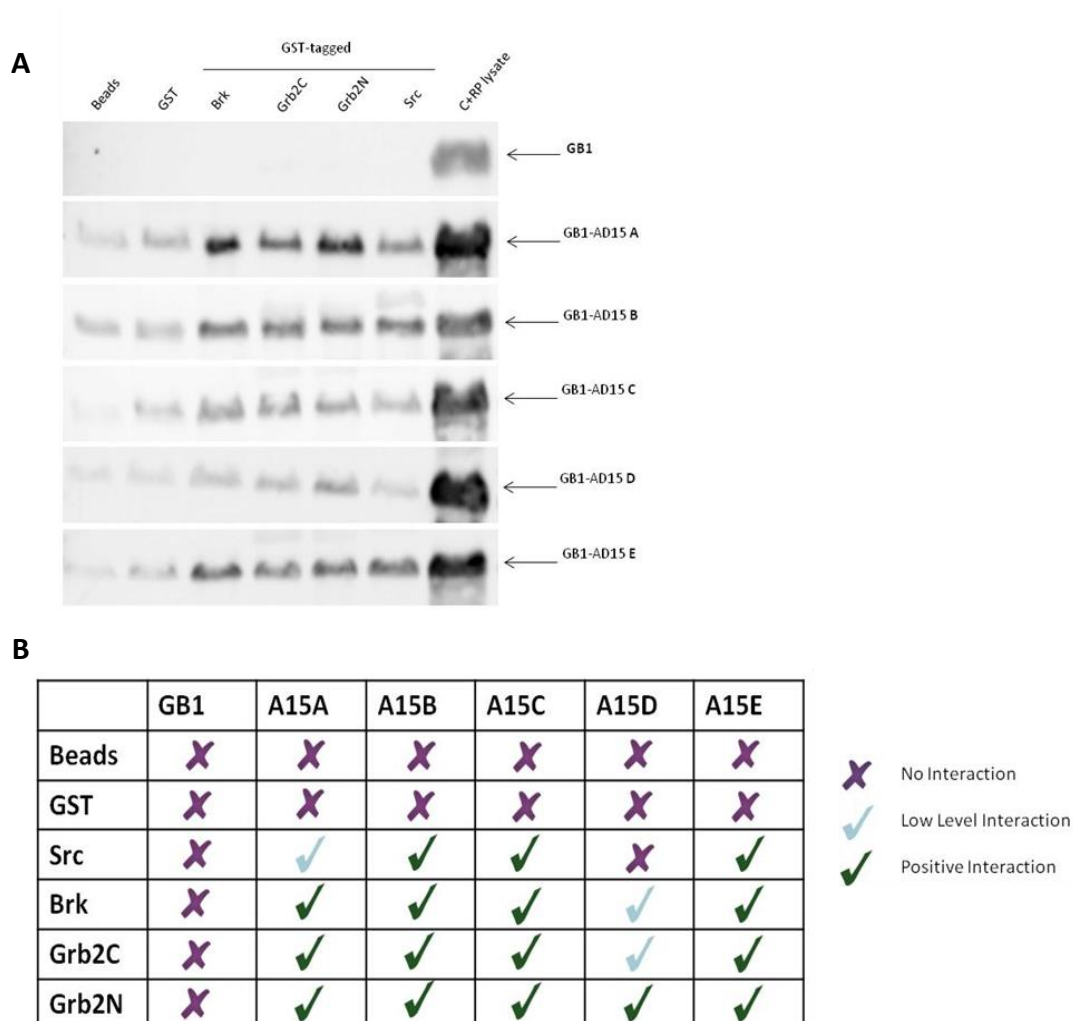 A
GST-tagged
Beads GST Brk Grb2C Grb2N Src C+RP lysate
GB1
GB1-AD15 A
GB1-AD15 B
GB1-AD15 C
GB1-AD15 D
GB1-AD15 E
B
GB1 A15A A15B A15C A15D A15E
Beads
GST
No Interaction
Low Level Interaction
Src
Positive Interaction
Brk
Grb2C
Grb2N